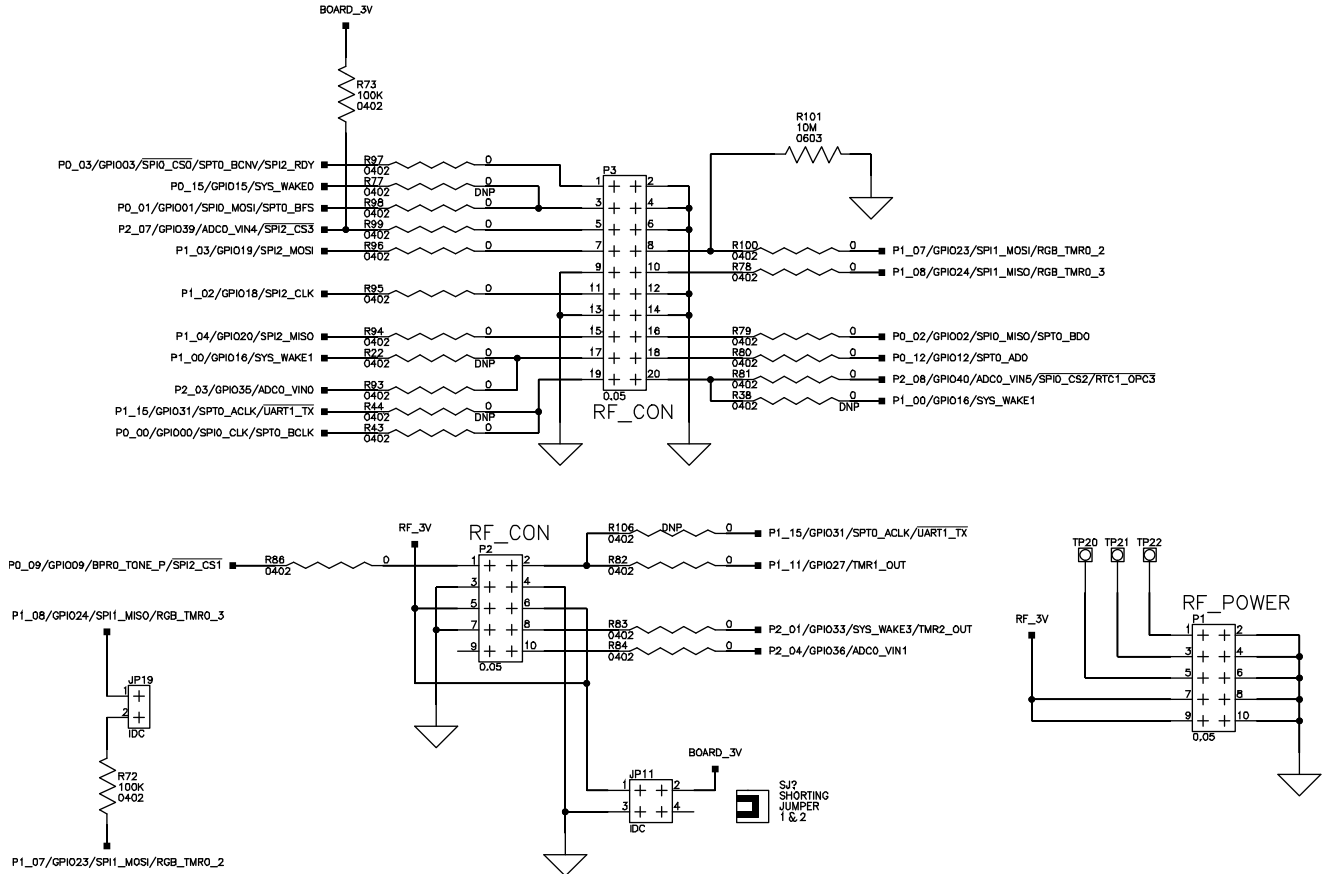 BOARD_3V
R73
100K
0402
P0_03/GPIO03/SPI0_CS0/SPT0_BCNV/SPI2_RDY
R97
0402
0
P0_15/GPIO15/SYS_WAKE0
R77
0402
0
DNP
P0_01/GPIO01/SPI0_MOSI/SPT0_BFS
R98
0402
0
P2_07/GPIO39/ADC0_VIN4/SPI2_CS3
R99
0402
0
P1_03/GPIO19/SPI2_MOSI
R96
0402
0
P1_02/GPIO18/SPI2_CLK
R95
0402
0
P1_04/GPIO20/SPI2_MISO
R94
0402
0
P1_00/GPIO16/SYS_WAKE1
R22
0402
0
DNP
P2_03/GPIO35/ADC0_VIN0
R93
0402
0
P1_15/GPIO31/SPT0_ACLK/UART1_TX
R44
0402
0
DNP
P0_00/GPIO00/SPI0_CLK/SPT0_BCLK
R43
0402
0
P3
1 2
3 4
5 6
7 8
9 10
11 12
13 14
15 16
17 18
19 20
0.05
RF_CON
R101
10M
0603
R100
0402
0
P1_07/GPIO23/SPI1_MOSI/RGB_TMR0_2
R78
0402
0
P1_08/GPIO24/SPI1_MISO/RGB_TMR0_3
R79
0402
0
P0_02/GPIO02/SPI0_MISO/SPT0_BD0
R80
0402
0
P0_12/GPIO12/SPT0_AD0
R81
0402
0
P2_08/GPIO40/ADC0_VIN5/SPI0_CS2/RTC1_OPC3
R38
0402
0
DNP
P1_00/GPIO16/SYS_WAKE1
P0_09/GPIO09/BPR0_TONE_P/SPI2_CS1
R86
0402
0
RF_3V
RF_CON
P2
1 2
3 4
5 6
7 8
9 10
0.05
R106
0402
DNP
0
P1_15/GPIO31/SPT0_ACLK/UART1_TX
R82
0402
0
P1_11/GPIO27/TMR1_OUT
R83
0402
0
P2_01/GPIO33/SYS_WAKE3/TMR2_OUT
R84
0402
0
P2_04/GPIO36/ADC0_VIN1
P1_08/GPIO24/SPI1_MISO/RGB_TMR0_3
JP19
1
2
IDC
R72
100K
0402
P1_07/GPIO23/SPI1_MOSI/RGB_TMR0_2
BOARD_3V
JP11
1 2
3 4
IDC
SJ?
SHORTING
JUMPER
1 & 2
TP20 TP21 TP22
RF_3V
RF_POWER
P1
1 2
3 4
5 6
7 8
9 10
0.05